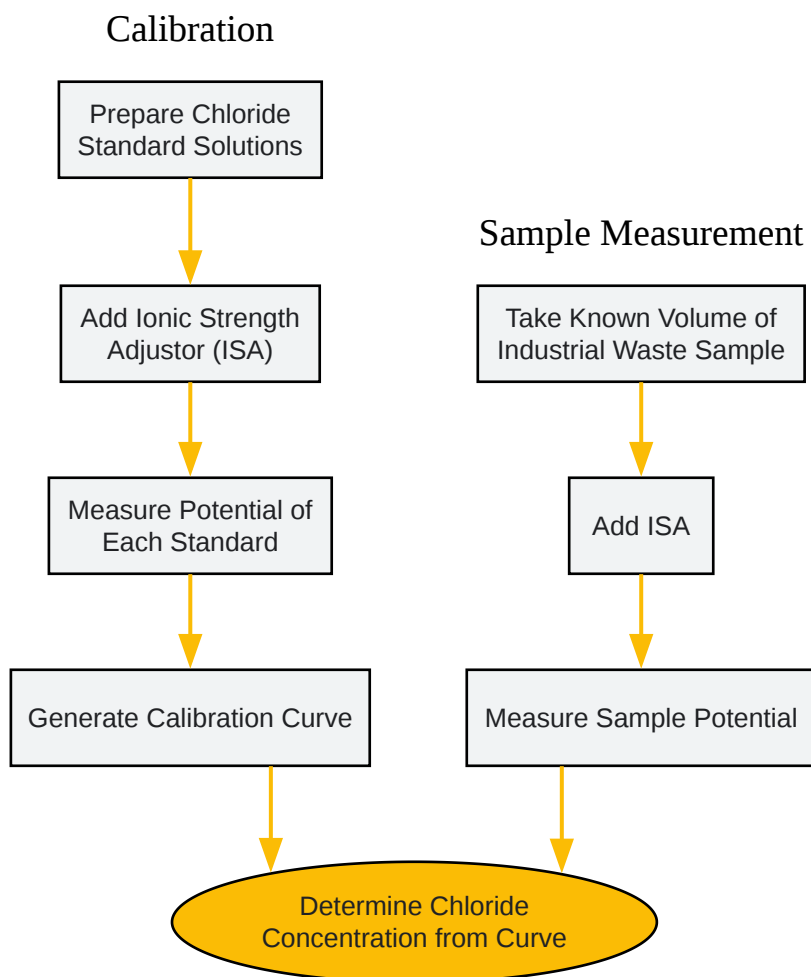 Calibration
Prepare Chloride
Standard Solutions
Add Ionic Strength
Adjustor (ISA)
Measure Potential of
Each Standard
Generate Calibration Curve
Sample Measurement
Take Known Volume of
Industrial Waste Sample
Add ISA
Measure Sample Potential
Determine Chloride
Concentration from Curve